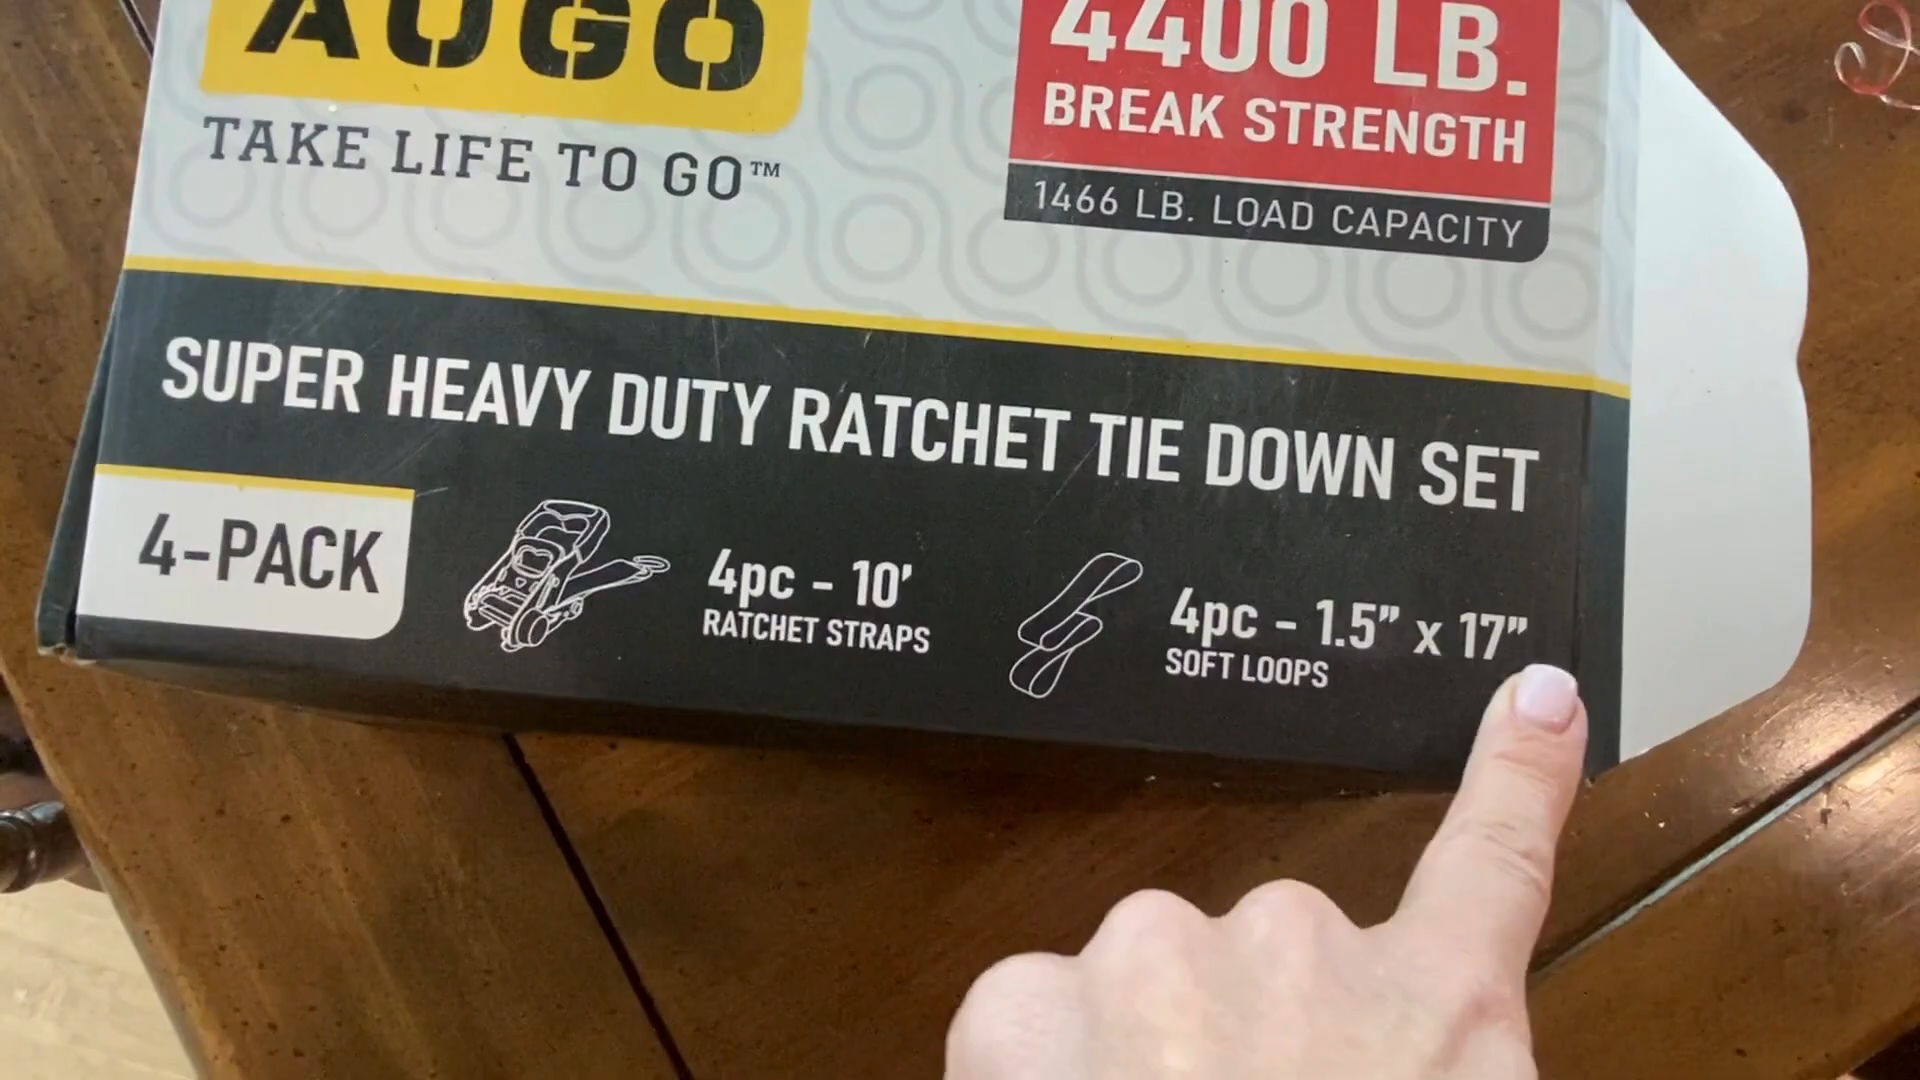 AUGO
TAKE LIFE TO GO™
4400 LB.
BREAK STRENGTH
1466 LB. LOAD CAPACITY
SUPER HEAVY DUTY RATCHET TIE DOWN SET
4-PACK
4pc - 10'
RATCHET STRAPS
4pc - 1.5" x 17"
SOFT LOOPS